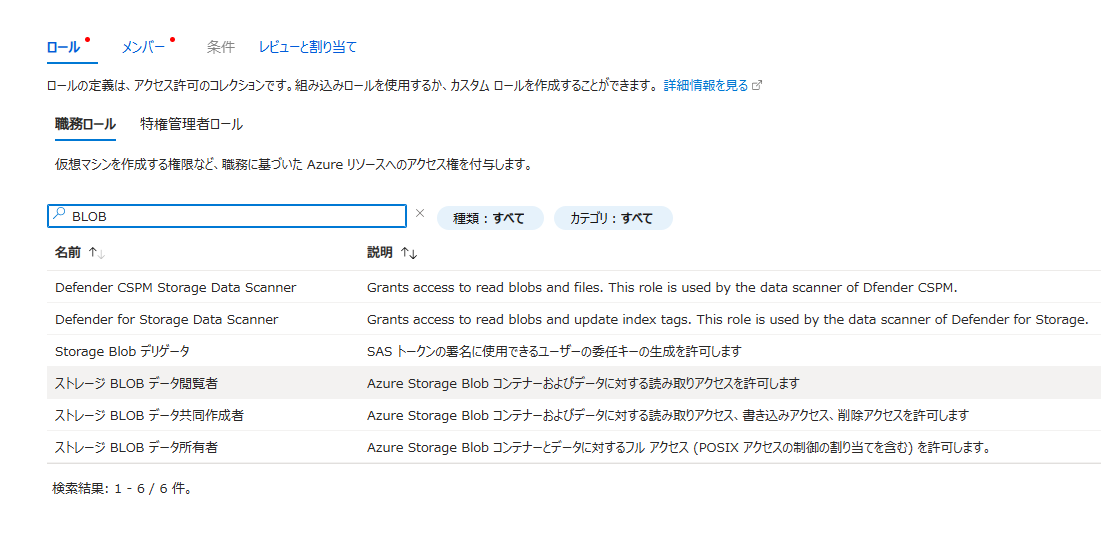 ロール メンバー 条件 レビューと割り当て
ロールの定義は、アクセス許可のコレクションです。組み込みロールを使用するか、カスタム ロールを作成することができます。 詳細情報を見る
職務ロール 特権管理者ロール
仮想マシンを作成する権限など、職務に基づいた Azure リソースへのアクセス権を付与します。
BLOB × 種類 : すべて カテゴリ : すべて
名前 ↑↓ 説明 ↑↓
Defender CSPM Storage Data Scanner Grants access to read blobs and files. This role is used by the data scanner of Dfender CSPM.
Defender for Storage Data Scanner Grants access to read blobs and update index tags. This role is used by the data scanner of Defender for Storage.
Storage Blob デリゲータ SAS トークンの署名に使用できるユーザーの委任キーの生成を許可します
ストレージ BLOB データ閲覧者 Azure Storage Blob コンテナーおよびデータに対する読み取りアクセスを許可します
ストレージ BLOB データ共同作成者 Azure Storage Blob コンテナーおよびデータに対する読み取りアクセス、書き込みアクセス、削除アクセスを許可します
ストレージ BLOB データ所有者 Azure Storage Blob コンテナーとデータに対するフル アクセス (POSIX アクセスの制御の割り当てを含む) を許可します。
検索結果: 1 - 6 / 6 件。